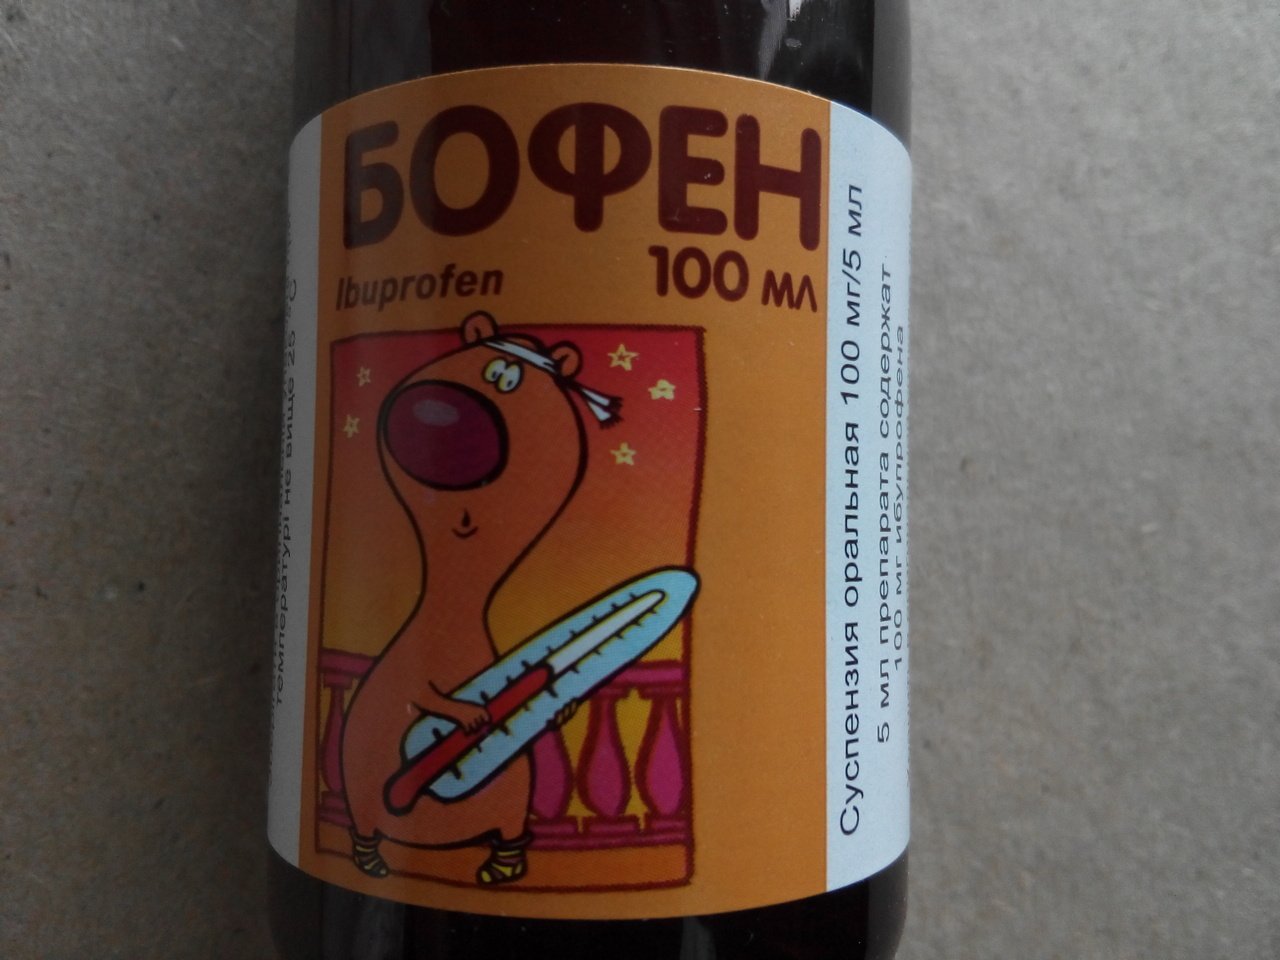 БОФЕН
Ibuprofen
100 мл
Суспензия оральная 100 мг/5 мл
5 мл препарата содержат
100 мг ибупрофена
температурі не вище 25 °C